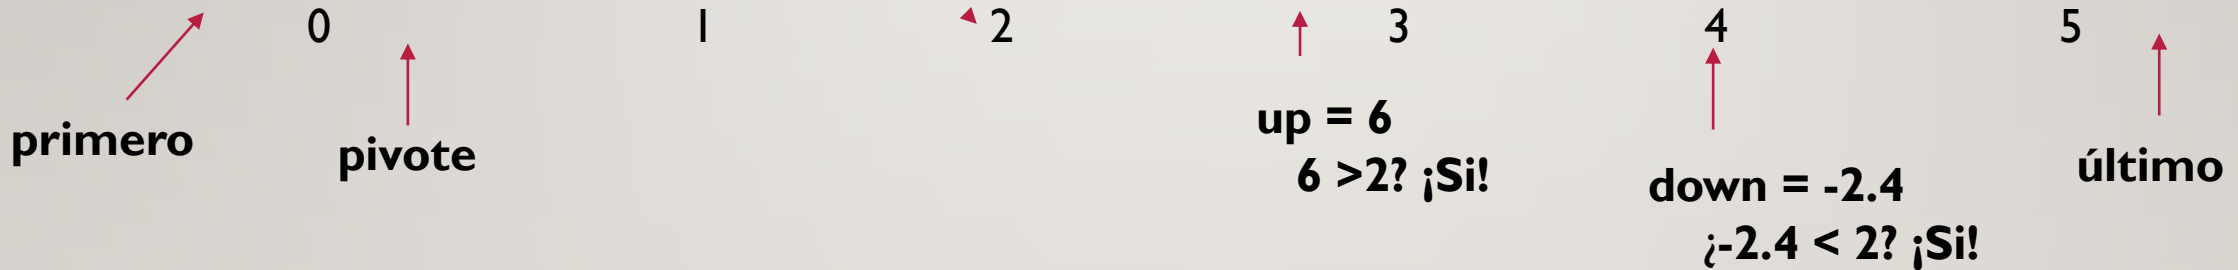 0 1 2 3 4 5
primero
pivote
up = 6
6 >2? ¡Si!
down = -2.4
¿-2.4 < 2? ¡Si!
último